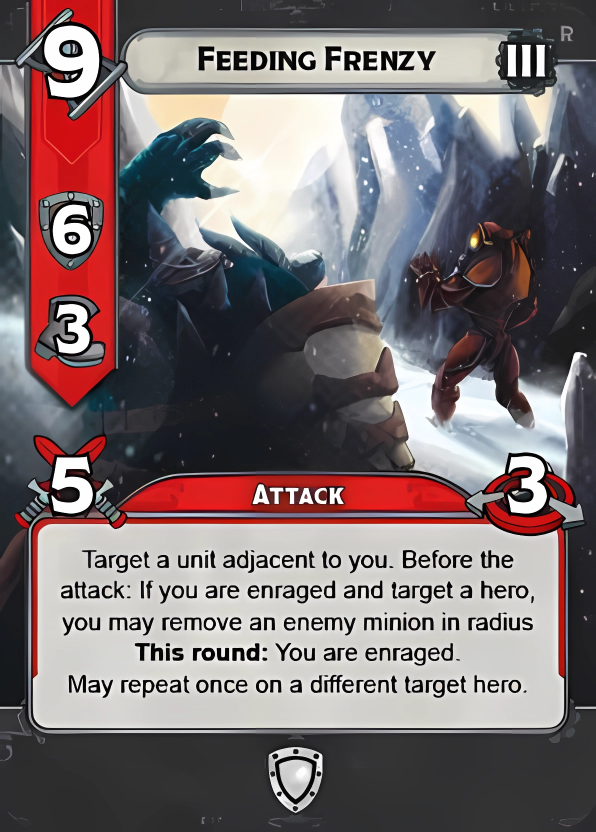 9
FEEDING FRENZY
III
R
6
3
5
ATTACK
3
Target a unit adjacent to you. Before the
attack: If you are enraged and target a hero,
you may remove an enemy minion in radius
This round: You are enraged.
May repeat once on a different target hero.